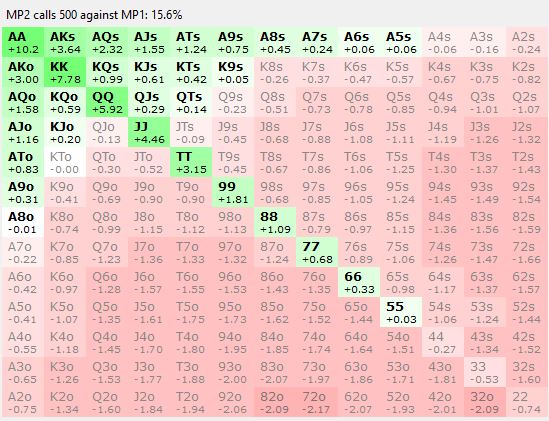 MP2 calls 500 against MP1: 15.6%
AA AKs AQs AJs ATs A9s A8s A7s A6s A5s A4s A3s A2s
+10.2 +3.64 +2.32 +1.55 +1.24 +0.75 +0.45 +0.24 +0.06 +0.06 -0.06 -0.16 -0.24
AKo KK KQs KJs KTs K9s K8s K7s K6s K5s K4s K3s K2s
+3.00 +7.78 +0.99 +0.61 +0.42 +0.05 -0.26 -0.37 -0.47 -0.57 -0.67 -0.75 -0.82
AQo KQo QQ QJs QTs Q9s Q8s Q7s Q6s Q5s Q4s Q3s Q2s
+1.58 +0.59 +5.92 +0.29 +0.14 -0.23 -0.51 -0.73 -0.78 -0.85 -0.94 -1.01 -1.07
AJo KJo QJo JJ JTs J9s J8s J7s J6s J5s J4s J3s J2s
+1.16 +0.20 -0.13 +4.46 -0.09 -0.45 -0.68 -0.88 -1.08 -1.11 -1.19 -1.26 -1.32
ATo KTo QTo JTo TT T9s T8s T7s T6s T5s T4s T3s T2s
+0.83 -0.00 -0.30 -0.52 +3.15 -0.45 -0.67 -0.86 -1.06 -1.25 -1.30 -1.37 -1.43
A9o K9o Q9o J9o T9o 99 98s 97s 96s 95s 94s 93s 92s
+0.31 -0.41 -0.69 -0.90 -0.90 +1.81 -0.68 -0.85 -1.05 -1.24 -1.45 -1.49 -1.54
A8o K8o Q8o J8o T8o 98o 88 87s 86s 85s 84s 83s 82s
-0.01 -0.74 -0.99 -1.15 -1.12 -1.13 +1.09 -0.79 -0.97 -1.15 -1.36 -1.56 -1.59
A7o K7o Q7o J7o T7o 97o 87o 77 76s 75s 74s 73s 72s
-0.22 -0.85 -1.23 -1.36 -1.33 -1.32 -1.24 +0.68 -0.89 -1.06 -1.26 -1.47 -1.66
A6o K6o Q6o J6o T6o 96o 86o 76o 66 65s 64s 63s 62s
-0.42 -0.97 -1.28 -1.57 -1.55 -1.53 -1.43 -1.35 +0.33 -0.98 -1.17 -1.37 -1.57
A5o K5o Q5o J5o T5o 95o 85o 75o 65o 55 54s 53s 52s
-0.41 -1.07 -1.35 -1.61 -1.75 -1.73 -1.62 -1.52 -1.44 +0.03 -1.06 -1.24 -1.44
A4o K4o Q4o J4o T4o 94o 84o 74o 64o 54o 44 43s 42s
-0.55 -1.18 -1.45 -1.70 -1.80 -1.95 -1.85 -1.74 -1.64 -1.51 -0.27 -1.34 -1.52
A3o K3o Q3o J3o T3o 93o 83o 73o 63o 53o 43o 33 32s
-0.65 -1.26 -1.53 -1.77 -1.88 -2.00 -2.07 -1.97 -1.86 -1.71 -1.81 -0.53 -1.60
A2o K2o Q2o J2o T2o 92o 82o 72o 62o 52o 42o 32o 22
-0.75 -1.34 -1.60 -1.84 -1.94 -2.06 -2.09 -2.17 -2.07 -1.93 -2.01 -2.09 -0.74